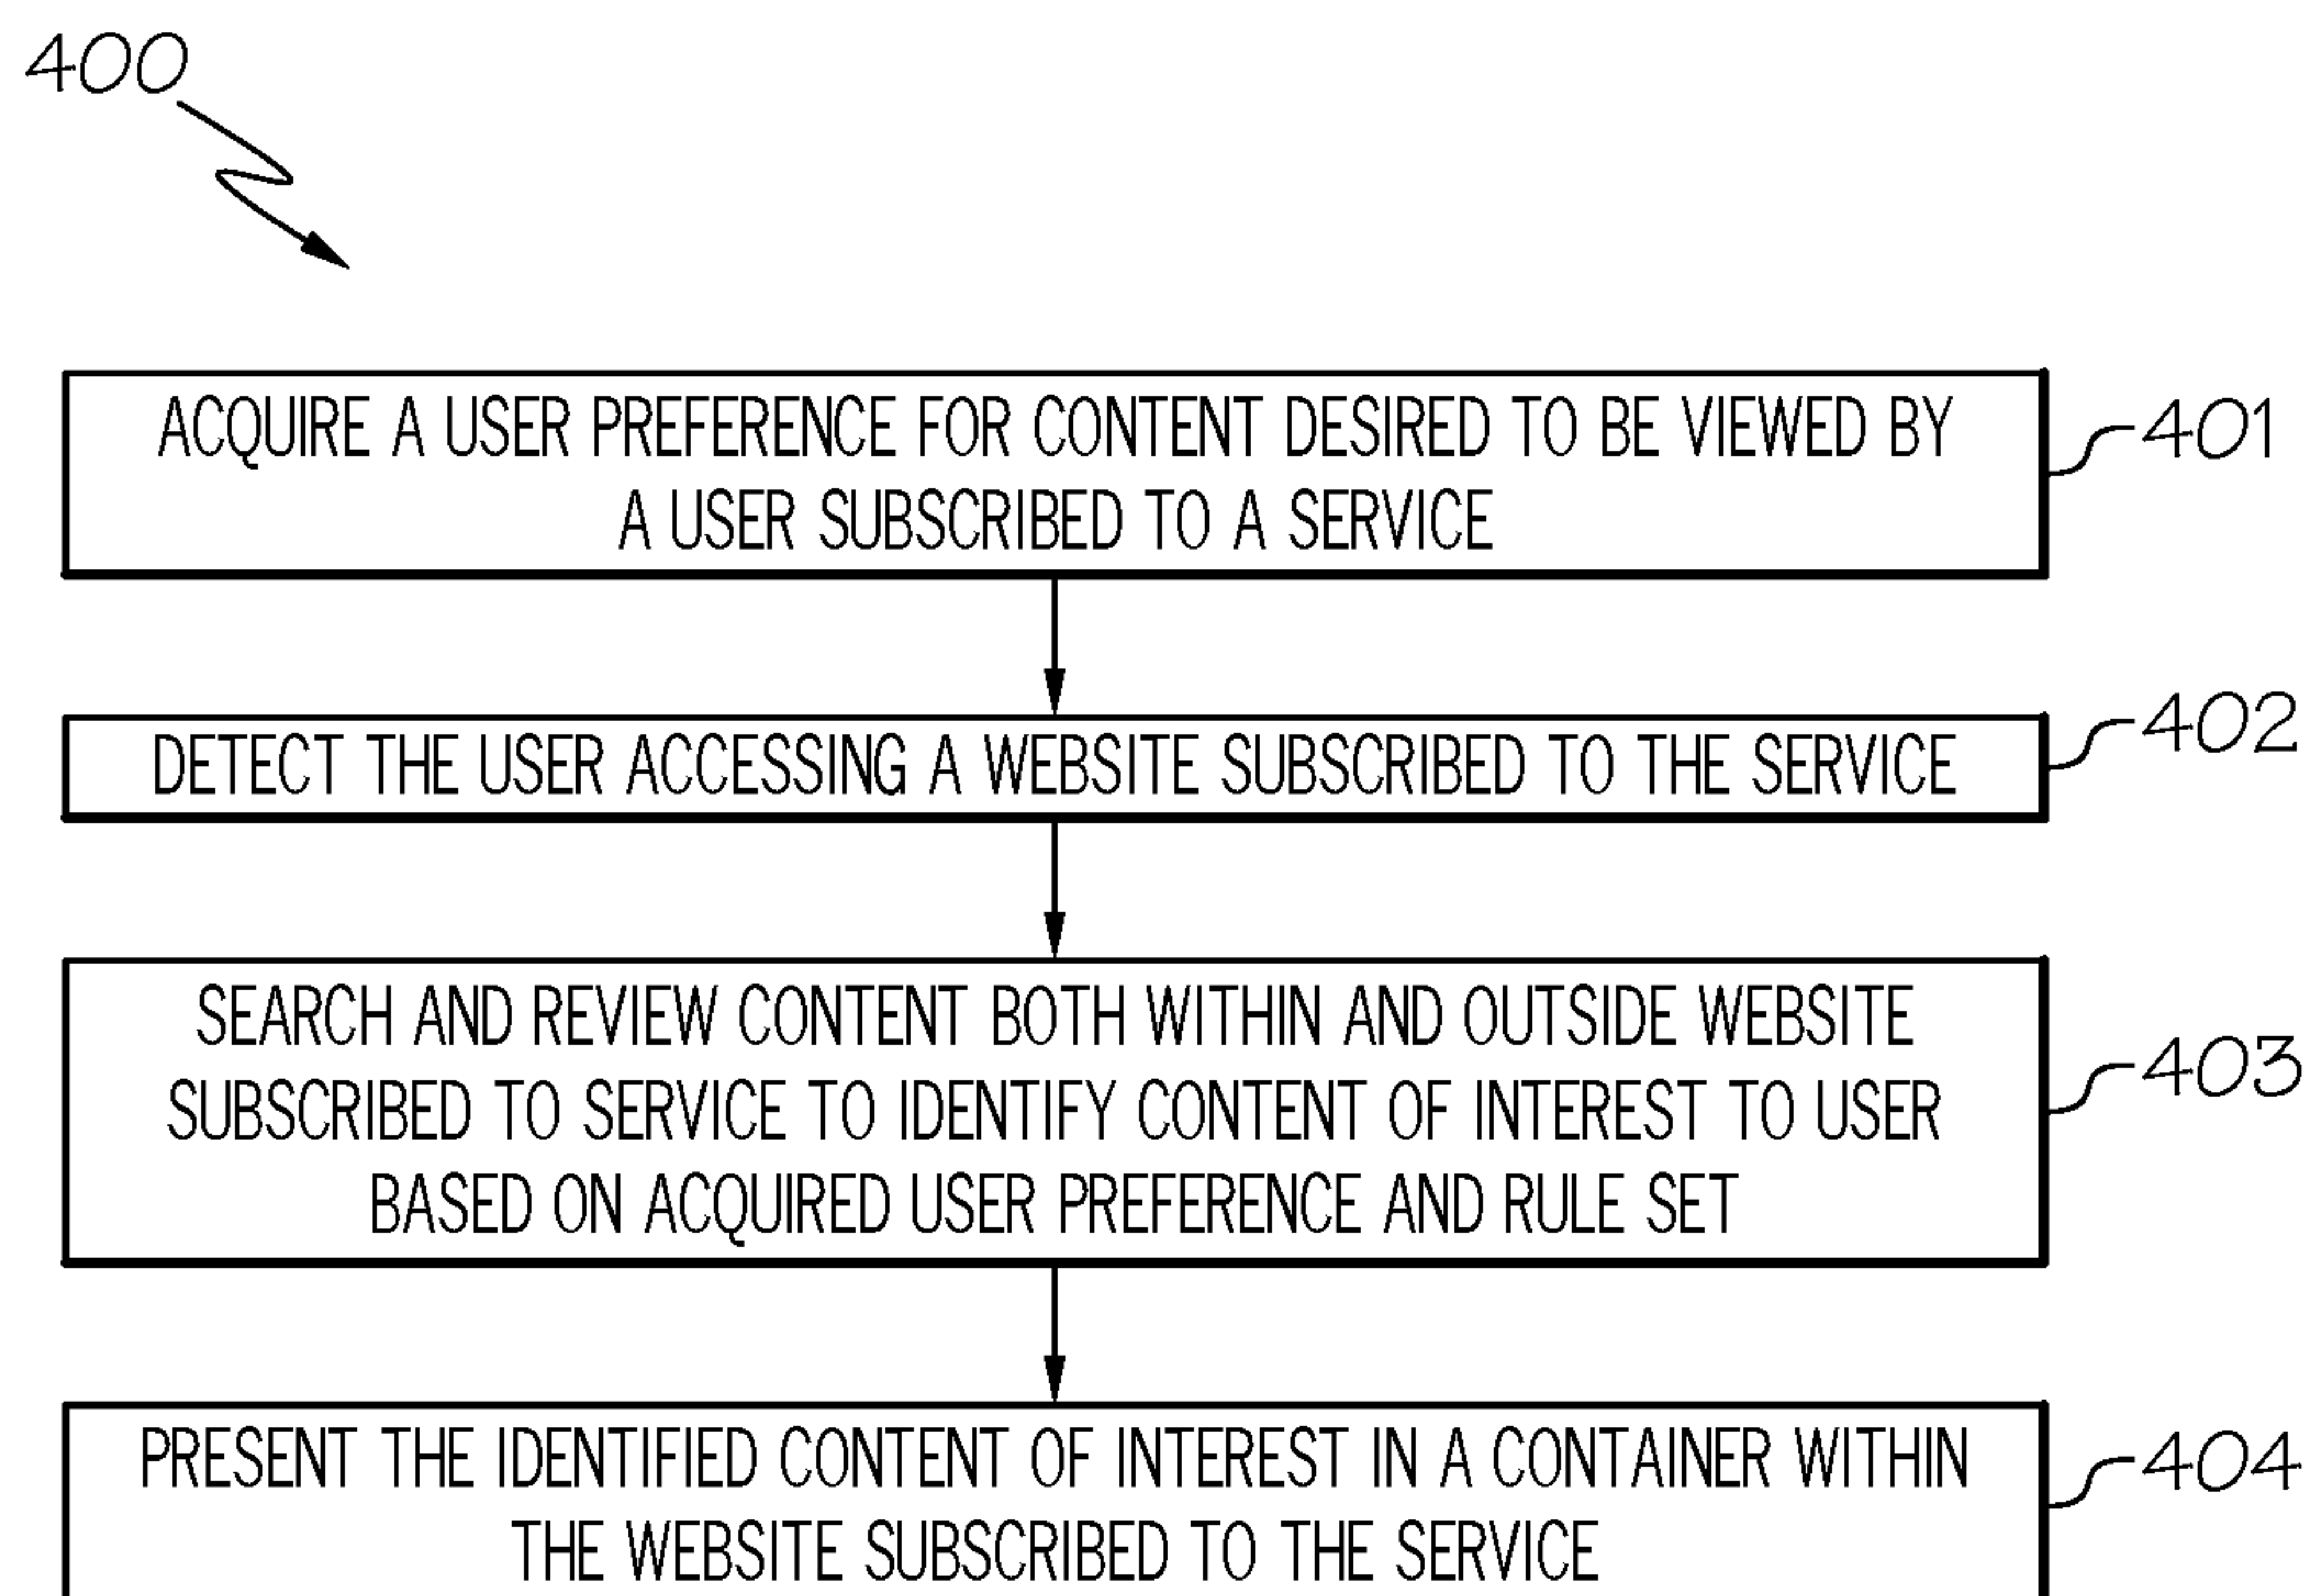 400
ACQUIRE A USER PREFERENCE FOR CONTENT DESIRED TO BE VIEWED BY
A USER SUBSCRIBED TO A SERVICE
401
DETECT THE USER ACCESSING A WEBSITE SUBSCRIBED TO THE SERVICE
402
SEARCH AND REVIEW CONTENT BOTH WITHIN AND OUTSIDE WEBSITE
SUBSCRIBED TO SERVICE TO IDENTIFY CONTENT OF INTEREST TO USER
BASED ON ACQUIRED USER PREFERENCE AND RULE SET
403
PRESENT THE IDENTIFIED CONTENT OF INTEREST IN A CONTAINER WITHIN
THE WEBSITE SUBSCRIBED TO THE SERVICE
404